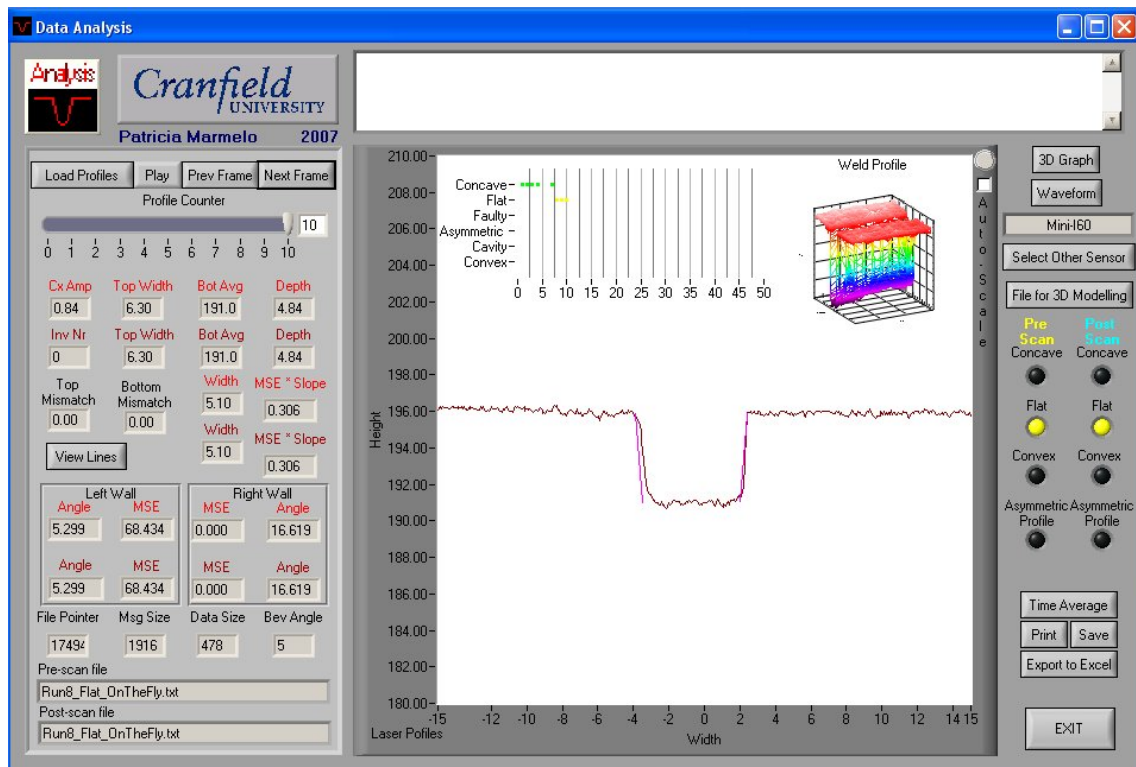 Data Analysis
Analysis
Cranfield
UNIVERSITY
Patricia Marmelo 2007
Load Profiles Play Prev Frame Next Frame
Profile Counter
10
0 1 2 3 4 5 6 7 8 9 10
Cx Amp Top Width Bot Avg Depth
0.84 6.30 191.0 4.84
Inv Nr Top Width Bot Avg Depth
0 6.30 191.0 4.84
Top Mismatch Bottom Mismatch Width MSE * Slope
0.00 0.00 5.10 0.306
Width MSE * Slope
5.10 0.306
View Lines
Left Wall Right Wall
Angle MSE MSE Angle
5.299 68.434 0.000 16.619
Angle MSE MSE Angle
5.299 68.434 0.000 16.619
File Pointer Msg Size Data Size Bev Angle
17494 1916 478 5
Pre-scan file
Run8_Flat_OnTheFly.txt
Post-scan file
Run8_Flat_OnTheFly.txt
210.00
208.00
206.00
204.00
202.00
200.00
198.00
196.00
194.00
192.00
190.00
188.00
186.00
184.00
182.00
180.00
Height
-15 -12 -10 -8 -6 -4 -2 0 2 4 6 8 10 12 14 15
Width
Laser Pofiles
Concave
Flat
Faulty
Asymmetric
Cavity
Convex
0 5 10 15 20 25 30 35 40 45 50
Weld Profile
Auto-Scale
3D Graph
Waveform
Mini-I60
Select Other Sensor
File for 3D Modelling
Pre Scan Post Scan
Concave Concave
Flat Flat
Convex Convex
Asymmetric Profile Asymmetric Profile
Time Average
Print Save
Export to Excel
EXIT